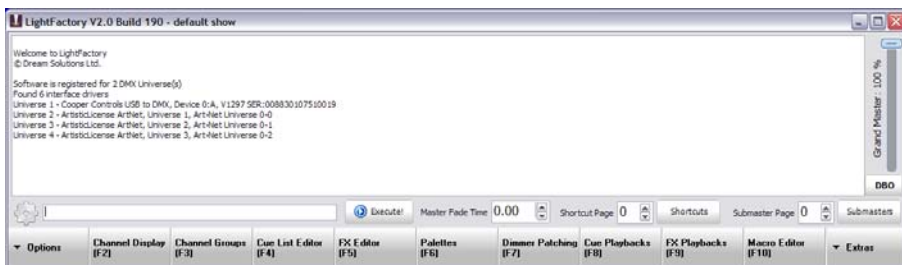 LightFactory V2.0 Build 190 - default show
Welcome to LightFactory
© Dream Solutions Ltd.
Software is registered for 2 DMX Universe(s)
Found 6 interface drivers
Universe 1 - Cooper Controls USB to DMX, Device 0:A, V1297 SER:008830107510019
Universe 2 - ArtisticLicense ArtNet, Universe 1, Art-Net Universe 0-0
Universe 3 - ArtisticLicense ArtNet, Universe 2, Art-Net Universe 0-1
Universe 4 - ArtistiLicense ArtNet, Universe 3, Art-Net Universe 0-2
Grand Master : 100 %
DBO
Execute! Master Fade Time 0.00 Shortcut Page 0 Shortcuts Submaster Page 0 Submasters
Options Channel Display Channel Groups Cue List Editor FX Editor Palettes Dimmer Patching Cue Playbacks FX Playbacks Macro Editor Extras
[F2] [F3] [F4] [F5] [F6] [F7] [F8] [F9] [F10]